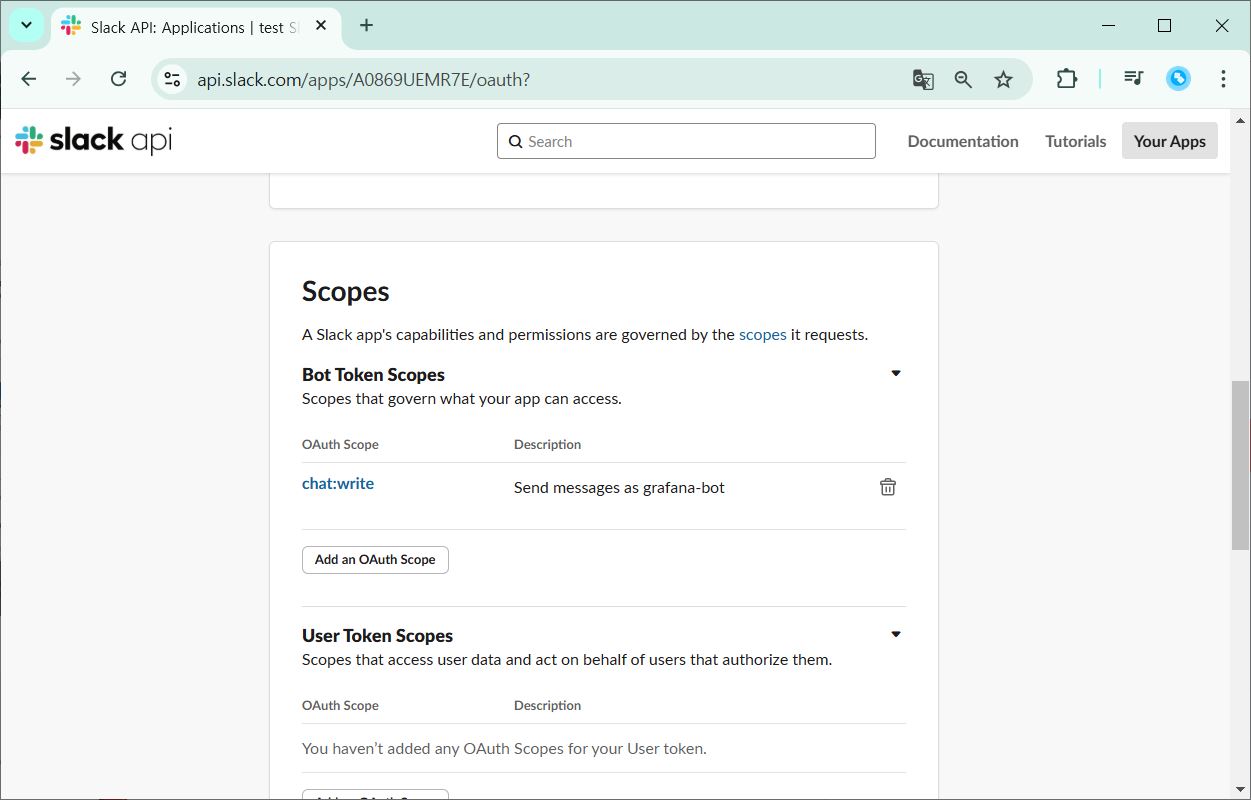 Slack API: Applications | test Sl
api.slack.com/apps/A0869UEMR7E/oauth?
slack api
Search
Documentation
Tutorials
Your Apps
Scopes
A Slack app's capabilities and permissions are governed by the scopes it requests.
Bot Token Scopes
Scopes that govern what your app can access.
OAuth Scope Description
chat:write Send messages as grafana-bot
Add an OAuth Scope
User Token Scopes
Scopes that access user data and act on behalf of users that authorize them.
OAuth Scope Description
You haven’t added any OAuth Scopes for your User token.
Add an OAuth Scope